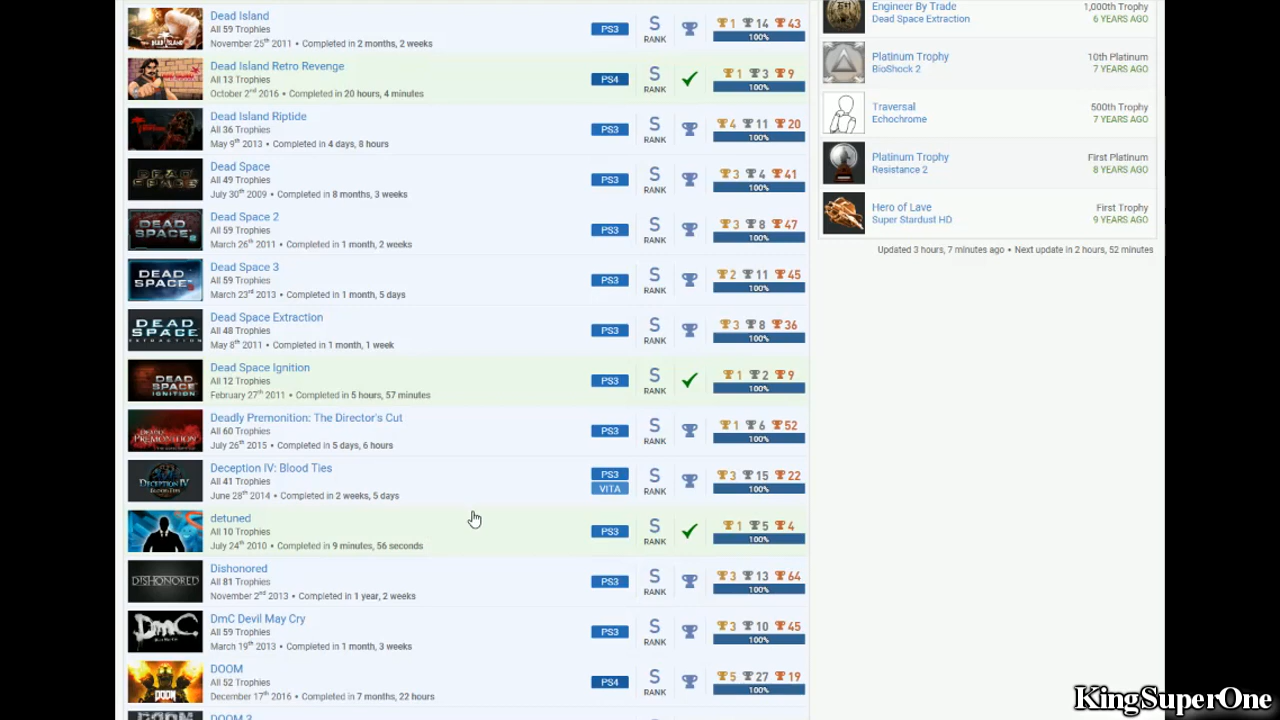 Dead Island
All 59 Trophies
November 25th 2011 • Completed in 2 months, 2 weeks
PS3
S
RANK
1 14 43
100%
Dead Island Retro Revenge
All 13 Trophies
October 2nd 2016 • Completed in 20 hours, 4 minutes
PS4
S
RANK
1 3 9
100%
Dead Island Riptide
All 36 Trophies
May 9th 2013 • Completed in 4 days, 8 hours
PS3
S
RANK
4 11 20
100%
Dead Space
All 49 Trophies
July 30th 2009 • Completed in 8 months, 3 weeks
PS3
S
RANK
3 4 41
100%
DEAD SPACE
Dead Space 2
All 59 Trophies
March 26th 2011 • Completed in 1 month, 2 weeks
PS3
S
RANK
3 8 47
100%
DEAD SPACE
Dead Space 3
All 59 Trophies
March 23rd 2013 • Completed in 1 month, 5 days
PS3
S
RANK
2 11 45
100%
DEAD SPACE EXTRACTION
Dead Space Extraction
All 48 Trophies
May 8th 2011 • Completed in 1 month, 1 week
PS3
S
RANK
3 8 36
100%
DEAD SPACE IGNITION
Dead Space Ignition
All 12 Trophies
February 27th 2011 • Completed in 5 hours, 57 minutes
PS3
S
RANK
1 2 9
100%
Deadly Premonition: The Director's Cut
All 60 Trophies
July 26th 2015 • Completed in 5 days, 6 hours
PS3
S
RANK
1 6 52
100%
DECEPTION IV
Deception IV: Blood Ties
All 41 Trophies
June 28th 2014 • Completed in 2 weeks, 5 days
PS3
VITA
S
RANK
3 15 22
100%
detuned
All 10 Trophies
July 24th 2010 • Completed in 9 minutes, 56 seconds
PS3
S
RANK
1 5 4
100%
DISHONORED
Dishonored
All 81 Trophies
November 2nd 2013 • Completed in 1 year, 2 weeks
PS3
S
RANK
3 13 64
100%
DmC
DmC Devil May Cry
All 59 Trophies
March 19th 2013 • Completed in 1 month, 3 weeks
PS3
S
RANK
3 10 45
100%
DOOM
DOOM
All 52 Trophies
December 17th 2016 • Completed in 7 months, 22 hours
PS4
S
RANK
5 27 19
100%
DOOM 3
Engineer By Trade
Dead Space Extraction
1,000th Trophy
6 YEARS AGO
Platinum Trophy
BioShock 2
10th Platinum
7 YEARS AGO
Traversal
Echochrome
500th Trophy
7 YEARS AGO
Platinum Trophy
Resistance 2
First Platinum
8 YEARS AGO
Hero of Lave
Super Stardust HD
First Trophy
9 YEARS AGO
Updated 3 hours, 7 minutes ago • Next update in 2 hours, 52 minutes
KingSuperOne